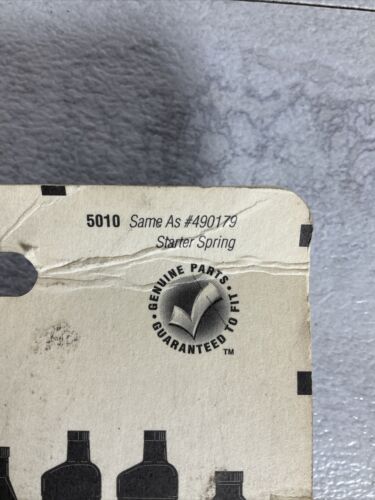 5010 Same As #490179
Starter Spring
GENUINE PARTS • GUARANTEED TO FIT •
TM